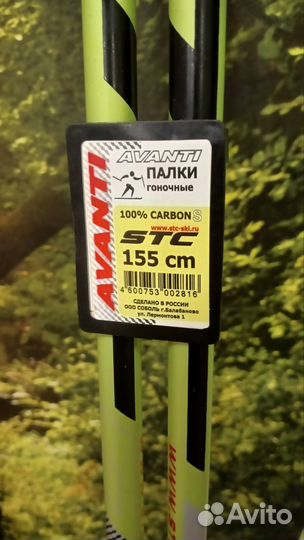 AVANTI
AVANTI
ПАЛКИ
гоночные
100% CARBON S
www.stc-ski.ru
STC
155 cm
4 600753 002816
СДЕЛАНО В РОССИИ
ООО СОБОЛЬ г.Балабаново
ул. Лермонтова 1
Avito